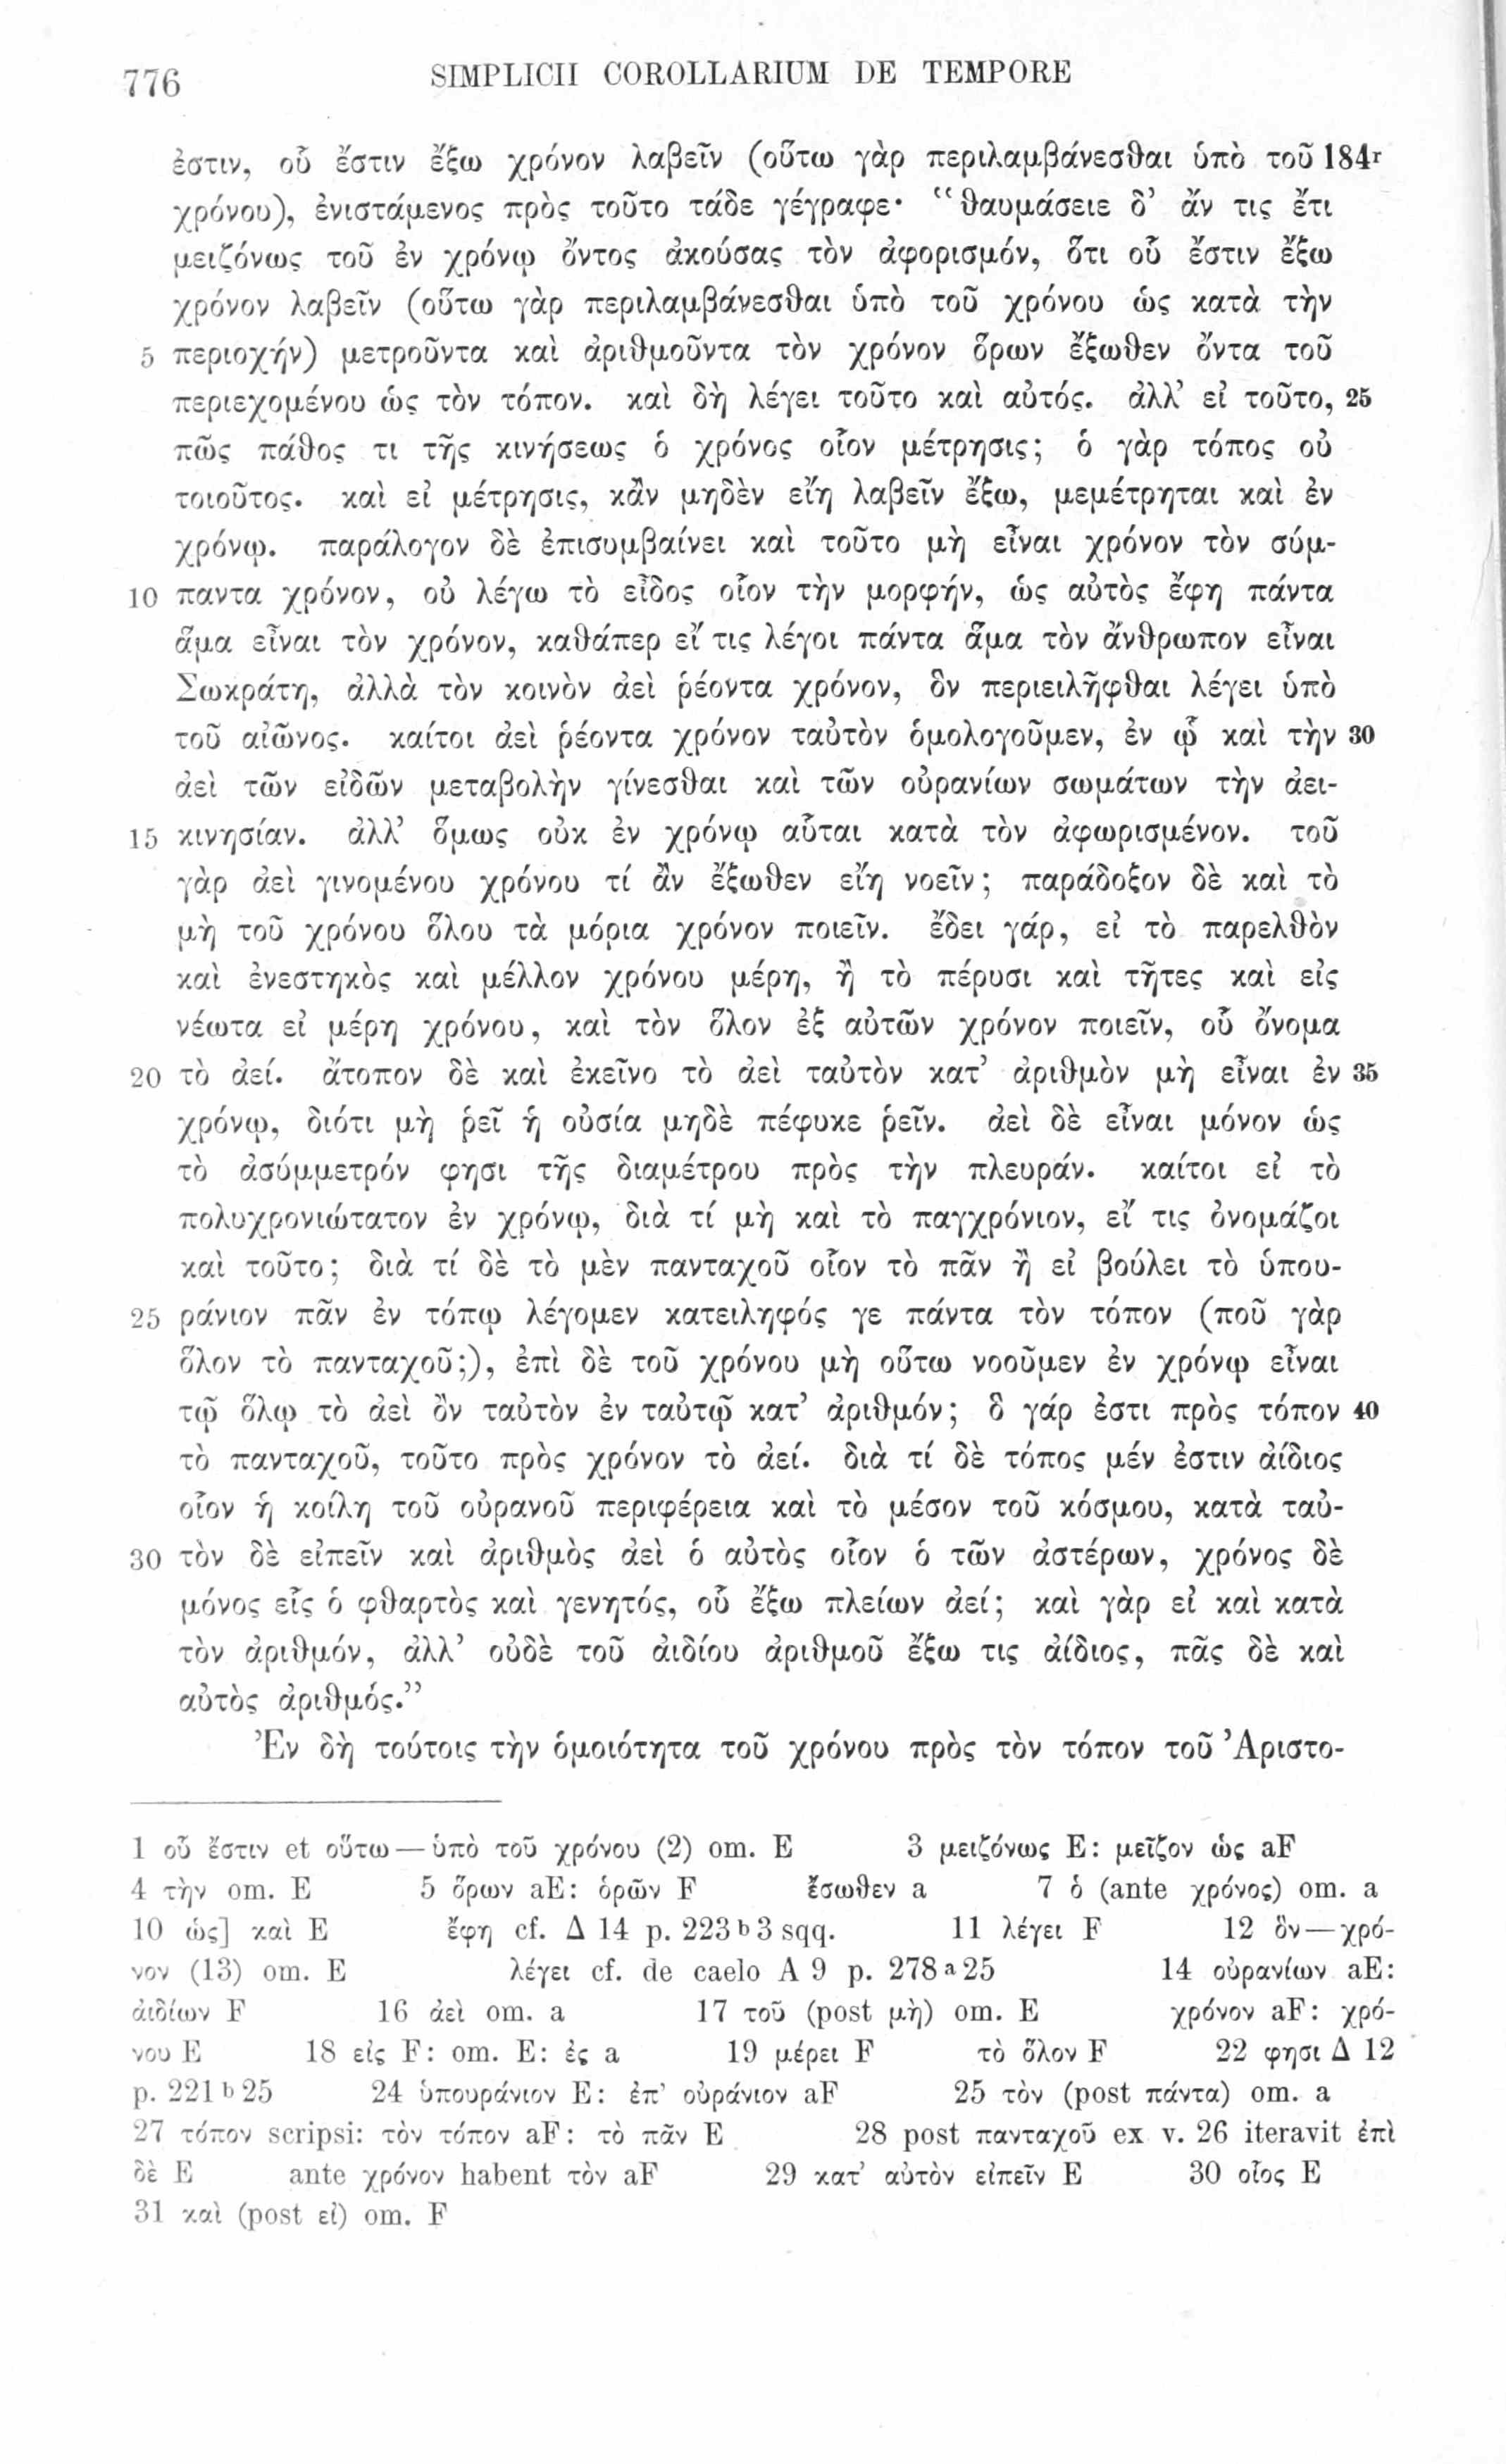 776 SIMPLICII COROLLARIUM DE TEMPORE
ἐστιν, οὗ ἔστιν ἔξω χρόνον λαβεῖν (οὕτω γὰρ περιλαμβάνεσθαι ὑπὸ τοῦ 184r
χρόνου), ἐνιστάμενος πρὸς τοῦτο τάδε γέγραφε· “θαυμάσειε δ’ ἄν τις ἔτι
μειζόνως τοῦ ἐν χρόνῳ ὄντος ἀκούσας τὸν ἀφορισμόν, ὅτι οὗ ἔστιν ἔξω
χρόνον λαβεῖν (οὕτω γὰρ περιλαμβάνεσθαι ὑπὸ τοῦ χρόνου ὡς κατὰ τὴν
5 περιοχήν) μετροῦντα καὶ ἀριθμοῦντα τὸν χρόνον ὅρων ἔξωθεν ὄντα τοῦ
περιεχομένου ὡς τὸν τόπον. καὶ δὴ λέγει τοῦτο καὶ αὐτός. ἀλλ’ εἰ τοῦτο, 25
πῶς πάθος τι τῆς κινήσεως ὁ χρόνος οἷον μέτρησις; ὁ γὰρ τόπος οὐ
τοιοῦτος. καὶ εἰ μέτρησις, κἂν μηδὲν εἴη λαβεῖν ἔξω, μεμέτρηται καὶ ἐν
χρόνῳ. παράλογον δὲ ἐπισυμβαίνει καὶ τοῦτο μὴ εἶναι χρόνον τὸν σύμ-
10 παντα χρόνον, οὐ λέγω τὸ εἶδος οἷον τὴν μορφήν, ὡς αὐτὸς ἔφη πάντα
ἅμα εἶναι τὸν χρόνον, καθάπερ εἴ τις λέγοι πάντα ἅμα τὸν ἄνθρωπον εἶναι
Σωκράτη, ἀλλὰ τὸν κοινὸν ἀεὶ ῥέοντα χρόνον, ὃν περιειλῆφθαι λέγει ὑπὸ
τοῦ αἰῶνος. καίτοι ἀεὶ ῥέοντα χρόνον ταὐτὸν ὁμολογοῦμεν, ἐν ᾧ καὶ τὴν 30
ἀεὶ τῶν εἰδῶν μεταβολὴν γίνεσθαι καὶ τῶν οὐρανίων σωμάτων τὴν ἀει-
15 κινησίαν. ἀλλ’ ὅμως οὐκ ἐν χρόνῳ αὗται κατὰ τὸν ἀφωρισμένον. τοῦ
γὰρ ἀεὶ γινομένου χρόνου τί ἂν ἔξωθεν εἴη νοεῖν; παράδοξον δὲ καὶ τὸ
μὴ τοῦ χρόνου ὅλου τὰ μόρια χρόνον ποιεῖν. ἔδει γάρ, εἰ τὸ παρελθὸν
καὶ ἐνεστηκὸς καὶ μέλλον χρόνου μέρη, ἢ τὸ πέρυσι καὶ τῆτες καὶ εἰς
νέωτα εἰ μέρη χρόνου, καὶ τὸν ὅλον ἐξ αὐτῶν χρόνον ποιεῖν, οὗ ὄνομα
20 τὸ ἀεί. ἄτοπον δὲ καὶ ἐκεῖνο τὸ ἀεὶ ταὐτὸν κατ’ ἀριθμὸν μὴ εἶναι ἐν 35
χρόνῳ, διότι μὴ ῥεῖ ἡ οὐσία μηδὲ πέφυκε ῥεῖν. ἀεὶ δὲ εἶναι μόνον ὡς
τὸ ἀσύμμετρόν φησι τῆς διαμέτρου πρὸς τὴν πλευράν. καίτοι εἰ τὸ
πολυχρονιώτατον ἐν χρόνῳ, διὰ τί μὴ καὶ τὸ παγχρόνιον, εἴ τις ὀνομάζοι
καὶ τοῦτο; διὰ τί δὲ τὸ μὲν πανταχοῦ οἷον τὸ πᾶν ἢ εἰ βούλει τὸ ὑπου-
25 ράνιον πᾶν ἐν τόπῳ λέγομεν κατειληφός γε πάντα τὸν τόπον (ποῦ γὰρ
ὅλον τὸ πανταχοῦ;), ἐπὶ δὲ τοῦ χρόνου μὴ οὕτω νοοῦμεν ἐν χρόνῳ εἶναι
τῷ ὅλῳ τὸ ἀεὶ ὂν ταὐτὸν ἐν ταὐτῷ κατ’ ἀριθμόν; ὃ γάρ ἐστι πρὸς τόπον 40
τὸ πανταχοῦ, τοῦτο πρὸς χρόνον τὸ ἀεί. διὰ τί δὲ τόπος μέν ἐστιν ἀίδιος
οἷον ἡ κοίλη τοῦ οὐρανοῦ περιφέρεια καὶ τὸ μέσον τοῦ κόσμου, κατὰ ταὐ-
30 τὸν δὲ εἰπεῖν καὶ ἀριθμὸς ἀεὶ ὁ αὐτὸς οἷον ὁ τῶν ἀστέρων, χρόνος δὲ
μόνος εἷς ὁ φθαρτὸς καὶ γενητός, οὗ ἔξω πλείων ἀεί; καὶ γὰρ εἰ καὶ κατὰ
τὸν ἀριθμόν, ἀλλ’ οὐδὲ τοῦ ἀιδίου ἀριθμοῦ ἔξω τις ἀίδιος, πᾶς δὲ καὶ
αὐτὸς ἀριθμός.”
Ἐν δὴ τούτοις τὴν ὁμοιότητα τοῦ χρόνου πρὸς τὸν τόπον τοῦ Ἀριστο-
1 οὗ ἔστιν et οὕτω — ὑπὸ τοῦ χρόνου (2) om. E 3 μειζόνως E: μεῖζον ὡς aF
4 τὴν om. E 5 ὅρων aE: ὁρῶν F ἔσωθεν a 7 ὁ (ante χρόνος) om. a
10 ὡς] καὶ E ἔφη cf. Δ 14 p. 223b3 sqq. 11 λέγει F 12 ὃν — χρό-
νον (13) om. E λέγει cf. de caelo A 9 p. 278a25 14 οὐρανίων aE:
ἀιδίων F 16 ἀεὶ om. a 17 τοῦ (post μὴ) om. E χρόνον aF: χρό-
νου E 18 εἰς F: om. E: ἐς a 19 μέρει F τὸ ὅλον F 22 φησι Δ 12
p. 221b25 24 ὑπουράνιον E: ἐπ’ οὐράνιον aF 25 τὸν (post πάντα) om. a
27 τόπον scripsi: τὸν τόπον aF: τὸ πᾶν E 28 post πανταχοῦ ex v. 26 iteravit ἐπὶ
δὲ E ante χρόνον habent τὸν aF 29 κατ’ αὐτὸν εἰπεῖν E 30 οἷος E
31 καὶ (post εἰ) om. F